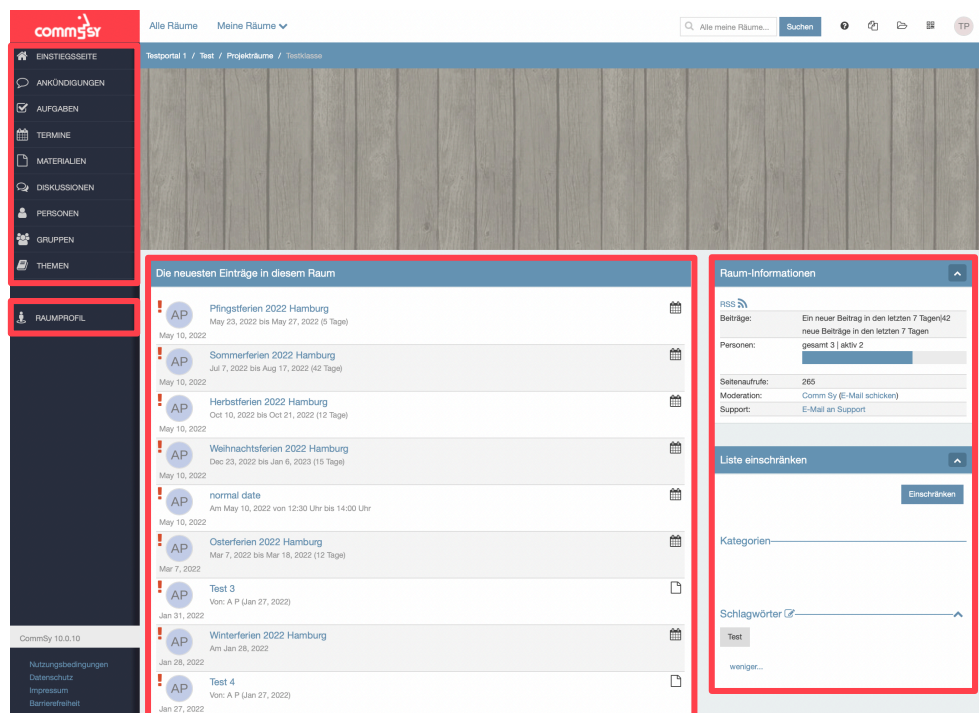 commsy
Alle Räume Meine Räume
Alle meine Räume... Suchen TP
EINSTIEGSSEITE
ANKÜNDIGUNGEN
AUFGABEN
TERMINE
MATERIALIEN
DISKUSSIONEN
PERSONEN
GRUPPEN
THEMEN
RAUMPROFIL
CommSy 10.0.10
Nutzungsbedingungen
Datenschutz
Impressum
Barrierefreiheit
Testportal 1 / Test / Projekträume / Testklasse
Die neuesten Einträge in diesem Raum
! AP
Pfingstferien 2022 Hamburg
May 23, 2022 bis May 27, 2022 (5 Tage)
May 10, 2022
! AP
Sommerferien 2022 Hamburg
Jul 7, 2022 bis Aug 17, 2022 (42 Tage)
May 10, 2022
! AP
Herbstferien 2022 Hamburg
Oct 10, 2022 bis Oct 21, 2022 (12 Tage)
May 10, 2022
! AP
Weihnachtsferien 2022 Hamburg
Dec 23, 2022 bis Jan 6, 2023 (15 Tage)
May 10, 2022
! AP
normal date
Am May 10, 2022 von 12:30 Uhr bis 14:00 Uhr
May 10, 2022
! AP
Osterferien 2022 Hamburg
Mar 7, 2022 bis Mar 18, 2022 (12 Tage)
Mar 7, 2022
! AP
Test 3
Von: A P (Jan 27, 2022)
Jan 31, 2022
! AP
Winterferien 2022 Hamburg
Am Jan 28, 2022
Jan 28, 2022
! AP
Test 4
Von: A P (Jan 27, 2022)
Jan 27, 2022
Raum-Informationen
RSS
Beiträge: Ein neuer Beitrag in den letzten 7 Tagen|42
neue Beiträge in den letzten 7 Tagen
Personen: gesamt 3 | aktiv 2
Seitenaufrufe: 265
Moderation: Comm Sy (E-Mail schicken)
Support: E-Mail an Support
Liste einschränken
Einschränken
Kategorien
Schlagwörter
Test
weniger...